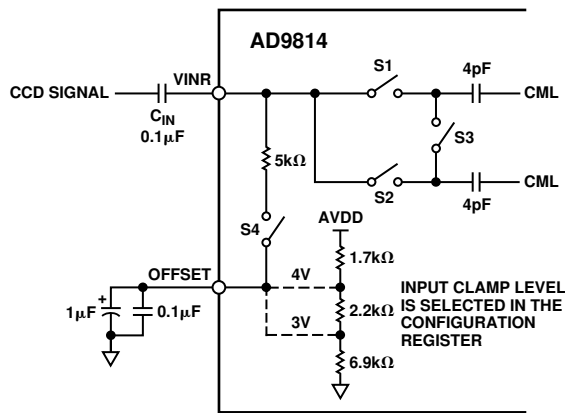 AD9814
S1
4pF
CCD SIGNAL
VINR
CML
CIN
0.1μF
S3
5kΩ
S2
CML
4pF
S4
AVDD
1.7kΩ
OFFSET
4V
INPUT CLAMP LEVEL
IS SELECTED IN THE
CONFIGURATION
REGISTER
+
1μF
0.1μF
2.2kΩ
3V
6.9kΩ